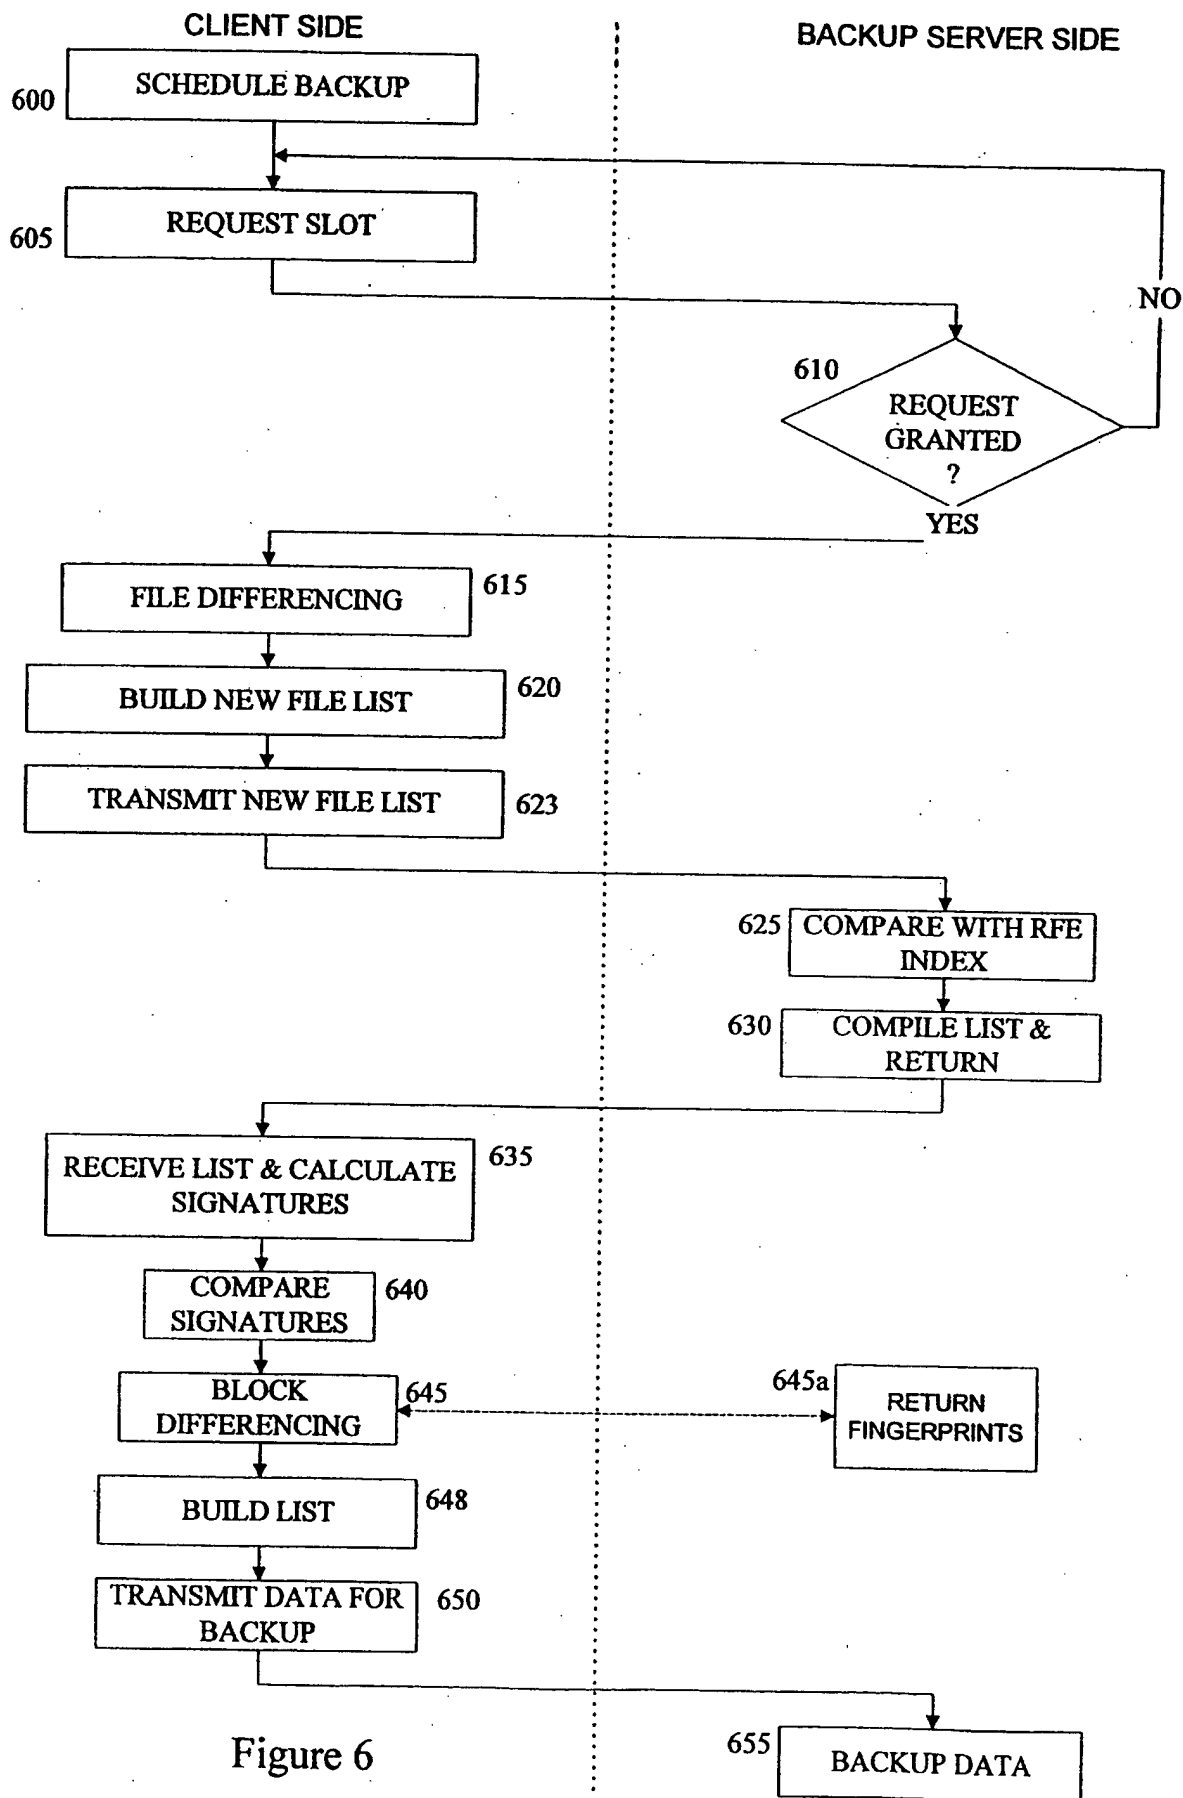 CLIENT SIDE
BACKUP SERVER SIDE
SCHEDULE BACKUP
600
REQUEST SLOT
605
NO
610
REQUEST
GRANTED
?
YES
FILE DIFFERENCING
615
BUILD NEW FILE LIST
620
TRANSMIT NEW FILE LIST
623
625
COMPARE WITH RFE
INDEX
630
COMPILE LIST &
RETURN
RECEIVE LIST & CALCULATE
SIGNATURES
635
COMPARE
SIGNATURES
640
BLOCK
DIFFERENCING
645
645a
RETURN
FINGERPRINTS
BUILD LIST
648
TRANSMIT DATA FOR
BACKUP
650
Figure 6
655
BACKUP DATA